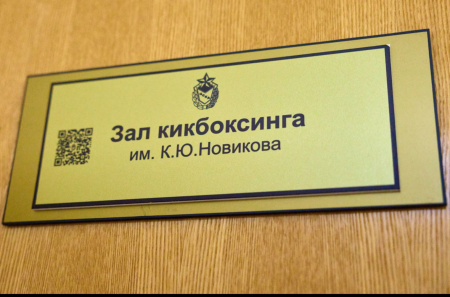 Зал кикбоксинга
им. К.Ю.Новикова